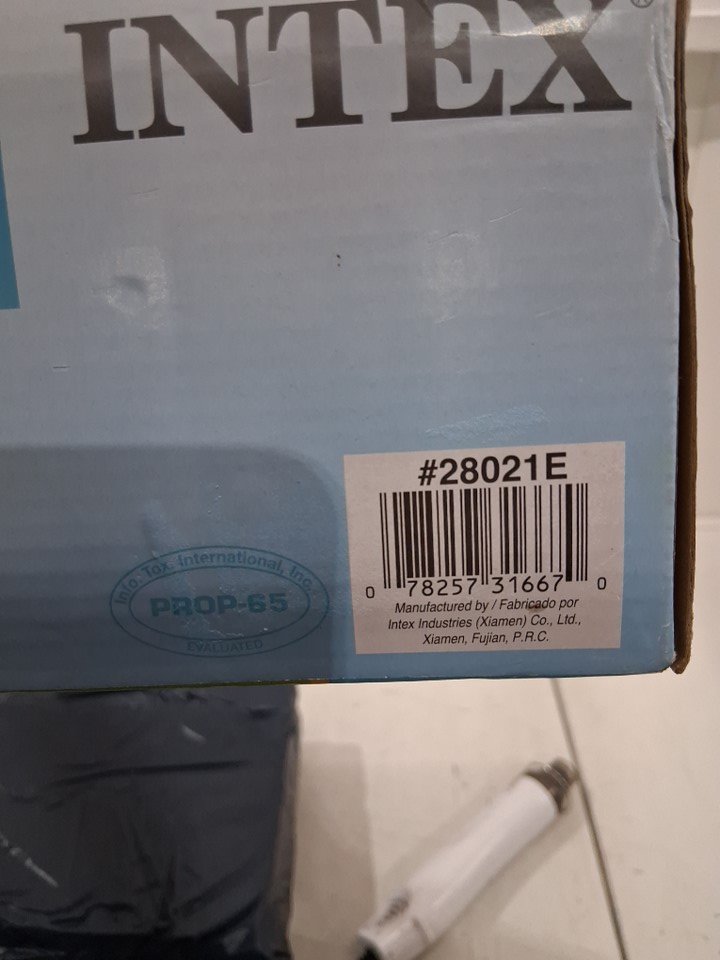 INTEX®
#28021E
0 78257 31667 0
Manufactured by / Fabricado por
Intex Industries (Xiamen) Co., Ltd.,
Xiamen, Fujian, P.R.C.
Info. Tox. International, Inc.
PROP-65
EVALUATED